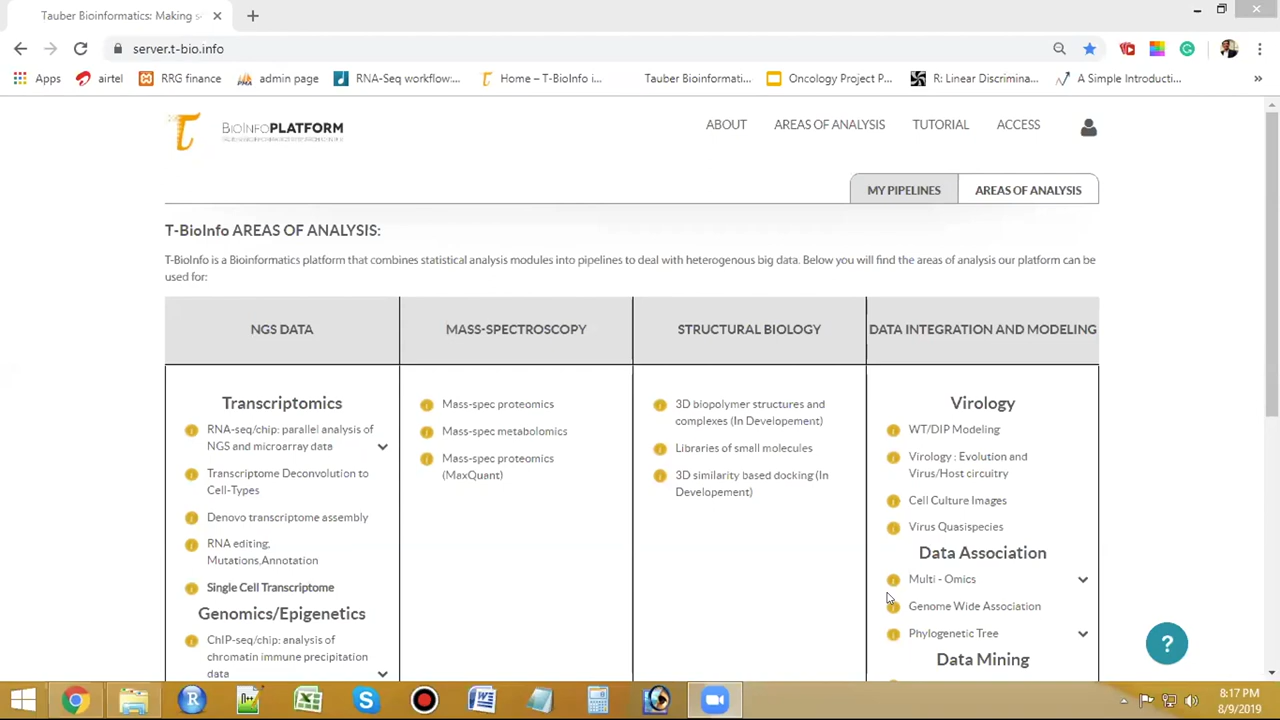 Tauber Bioinformatics: Making s
server.t-bio.info
Apps
airtel
RRG finance
admin page
RNA-Seq workflow:...
Home – T-BioInfo i...
Tauber Bioinformati...
Oncology Project P...
R: Linear Discrimina...
A Simple Introducti...
»
BIOINFOPLATFORM
ABOUT
AREAS OF ANALYSIS
TUTORIAL
ACCESS
MY PIPELINES
AREAS OF ANALYSIS
T-BioInfo AREAS OF ANALYSIS:
T-BioInfo is a Bioinformatics platform that combines statistical analysis modules into pipelines to deal with heterogenous big data. Below you will find the areas of analysis our platform can be
used for:
NGS DATA
MASS-SPECTROSCOPY
STRUCTURAL BIOLOGY
DATA INTEGRATION AND MODELING
Transcriptomics
RNA-seq/chip: parallel analysis of
NGS and microarray data
Transcriptome Deconvolution to
Cell-Types
Denovo transcriptome assembly
RNA editing,
Mutations,Annotation
Single Cell Transcriptome
Genomics/Epigenetics
ChIP-seq/chip: analysis of
chromatin immune precipitation
data
Mass-spec proteomics
Mass-spec metabolomics
Mass-spec proteomics
(MaxQuant)
3D biopolymer structures and
complexes (In Developement)
Libraries of small molecules
3D similarity based docking (In
Developement)
Virology
WT/DIP Modeling
Virology : Evolution and
Virus/Host circuitry
Cell Culture Images
Virus Quasispecies
Data Association
Multi - Omics
Genome Wide Association
Phylogenetic Tree
Data Mining
?
8:17 PM
8/9/2019